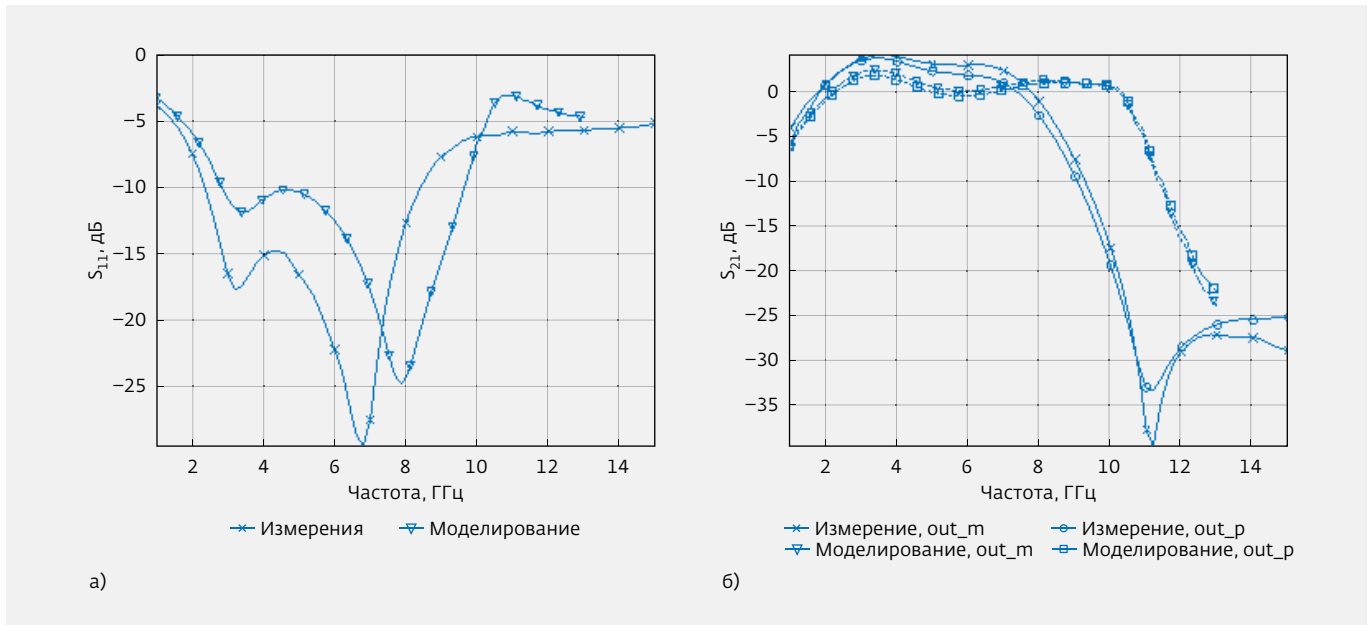 0
−5
−10
−15
−20
−25
S11, дБ
2 4 6 8 10 12 14
Частота, ГГц
Измерения Моделирование
а)
0
−5
−10
−15
−20
−25
−30
−35
S21, дБ
2 4 6 8 10 12 14
Частота, ГГц
Измерение, out_m Измерение, out_p
Моделирование, out_m Моделирование, out_p
б)